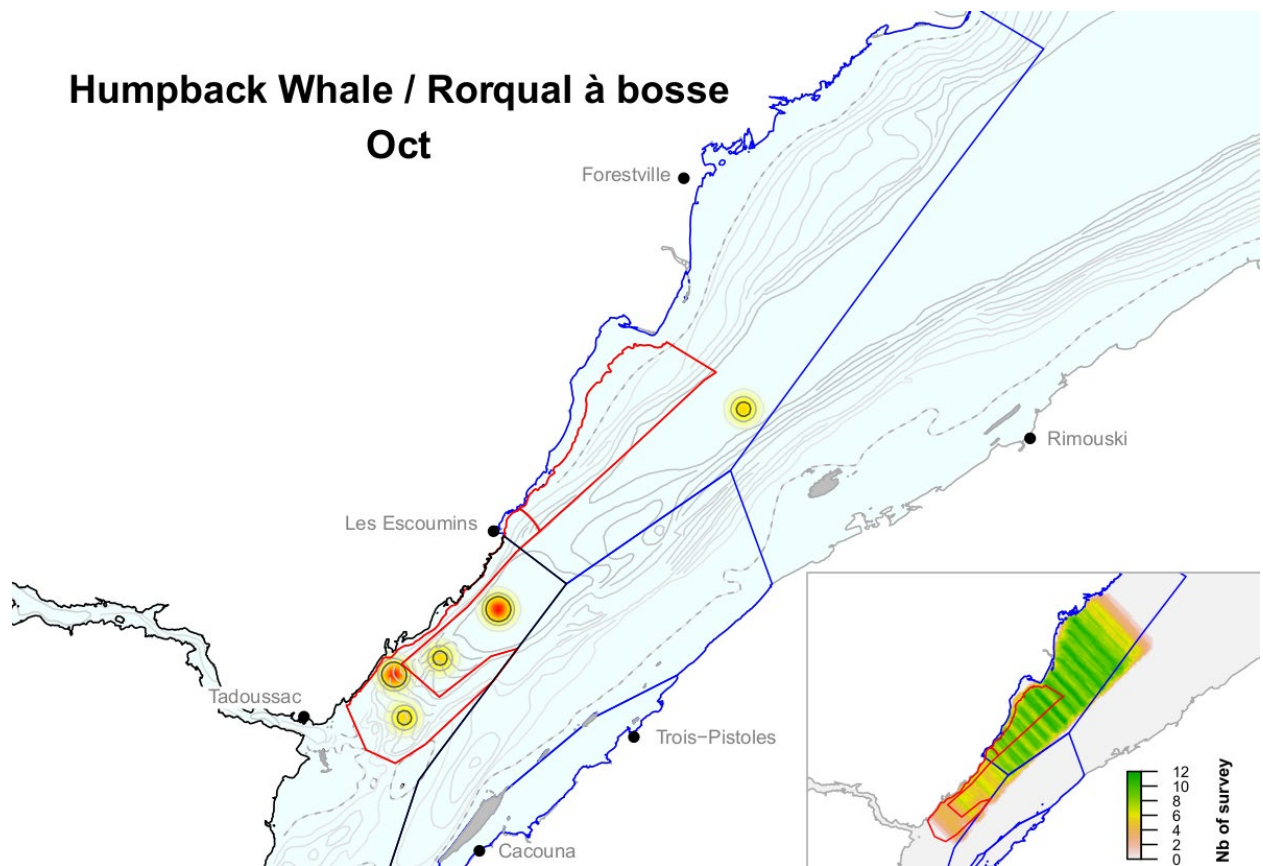 Humpback Whale / Rorqual à bosse
Oct
Forestville
Rimouski
Les Escoumins
Tadoussac
Trois−Pistoles
Cacouna
12
10
8
6
4
2
0
Nb of survey